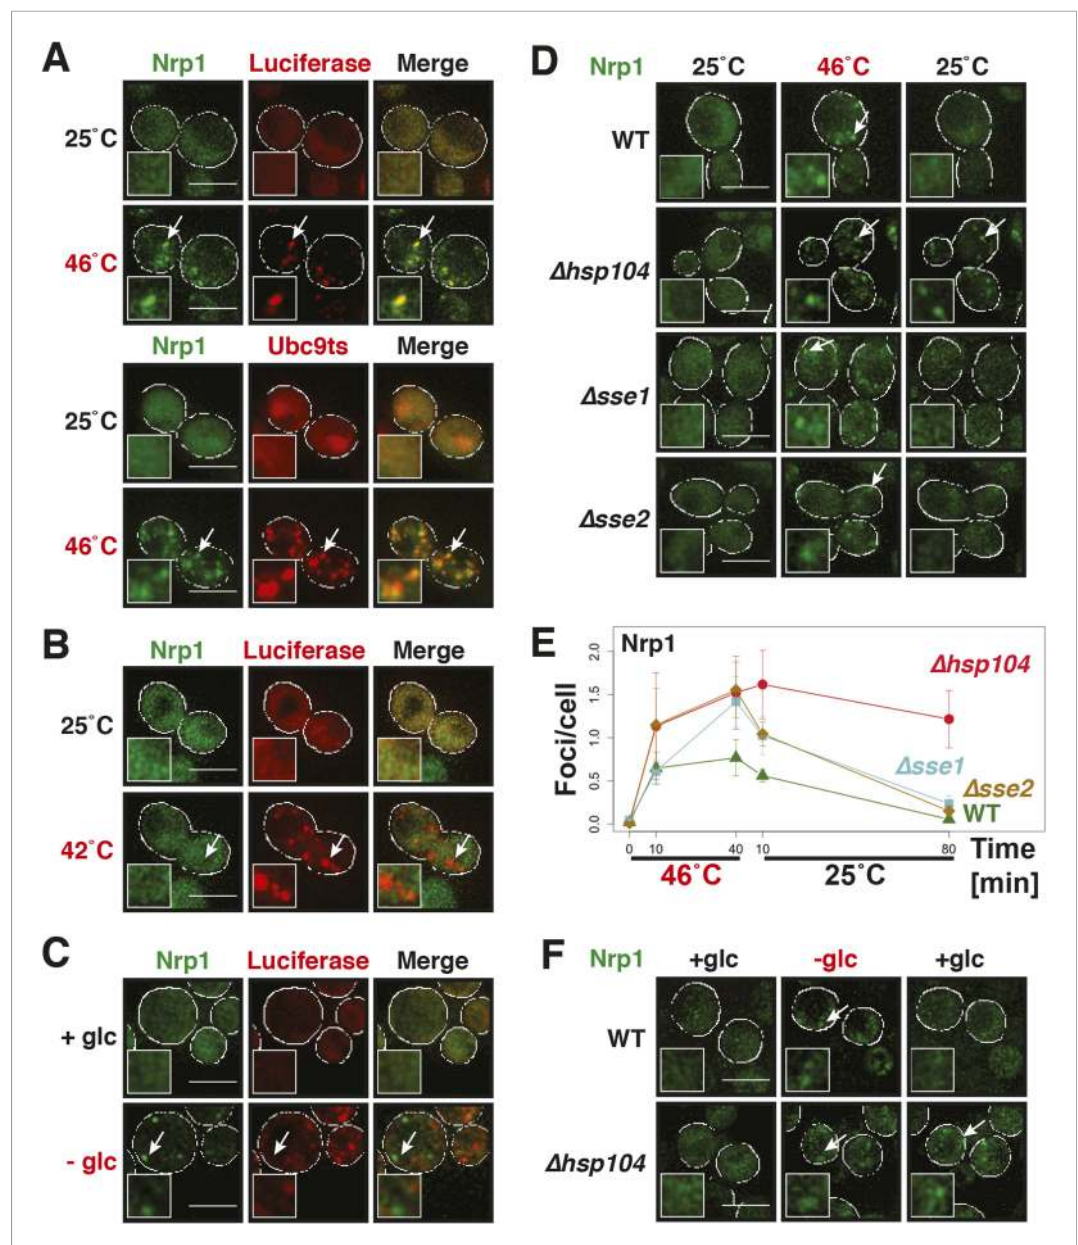 A
Nrp1 Luciferase Merge
25°C
46°C
Nrp1 Ubc9ts Merge
25°C
46°C
B
Nrp1 Luciferase Merge
25°C
42°C
C
Nrp1 Luciferase Merge
+ glc
- glc
D
Nrp1 25°C 46°C 25°C
WT
Δhsp104
Δsse1
Δsse2
E
Nrp1
Foci/cell
2.0
1.5
1.0
0.5
0.0
Δhsp104
Δsse1
Δsse2
WT
0 10 40 10 80 Time
46°C 25°C [min]
F
Nrp1 +glc -glc +glc
WT
Δhsp104